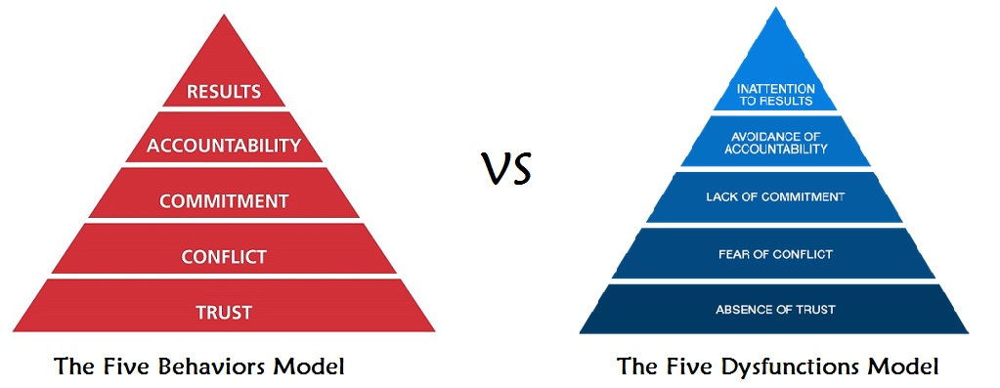 RESULTS
ACCOUNTABILITY
COMMITMENT
CONFLICT
TRUST
The Five Behaviors Model
VS
INATTENTION
TO RESULTS
AVOIDANCE OF
ACCOUNTABILITY
LACK OF COMMITMENT
FEAR OF CONFLICT
ABSENCE OF TRUST
The Five Dysfunctions Model